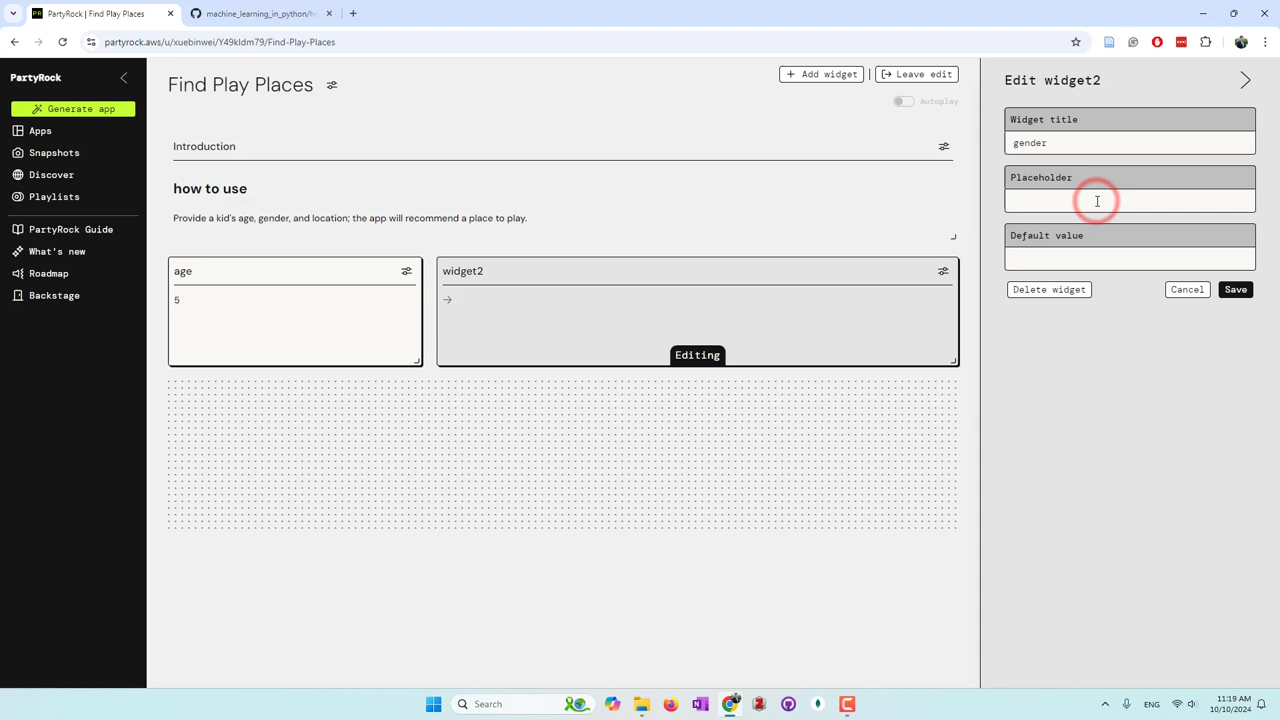 PartyRock | Find Play Places
machine_learning_in_python/ho
partyrock.aws/u/xuebinwei/Y49kIdm79/Find-Play-Places
PartyRock
Generate app
Apps
Snapshots
Discover
Playlists
PartyRock Guide
What's new
Roadmap
Backstage
Find Play Places
Add widget
Leave edit
Autoplay
Introduction
how to use
Provide a kid's age, gender, and location; the app will recommend a place to play.
age
5
widget2
Editing
Edit widget2
Widget title
gender
Placeholder
Default value
Delete widget
Cancel
Save
Search
ENG
11:19 AM
10/10/2024